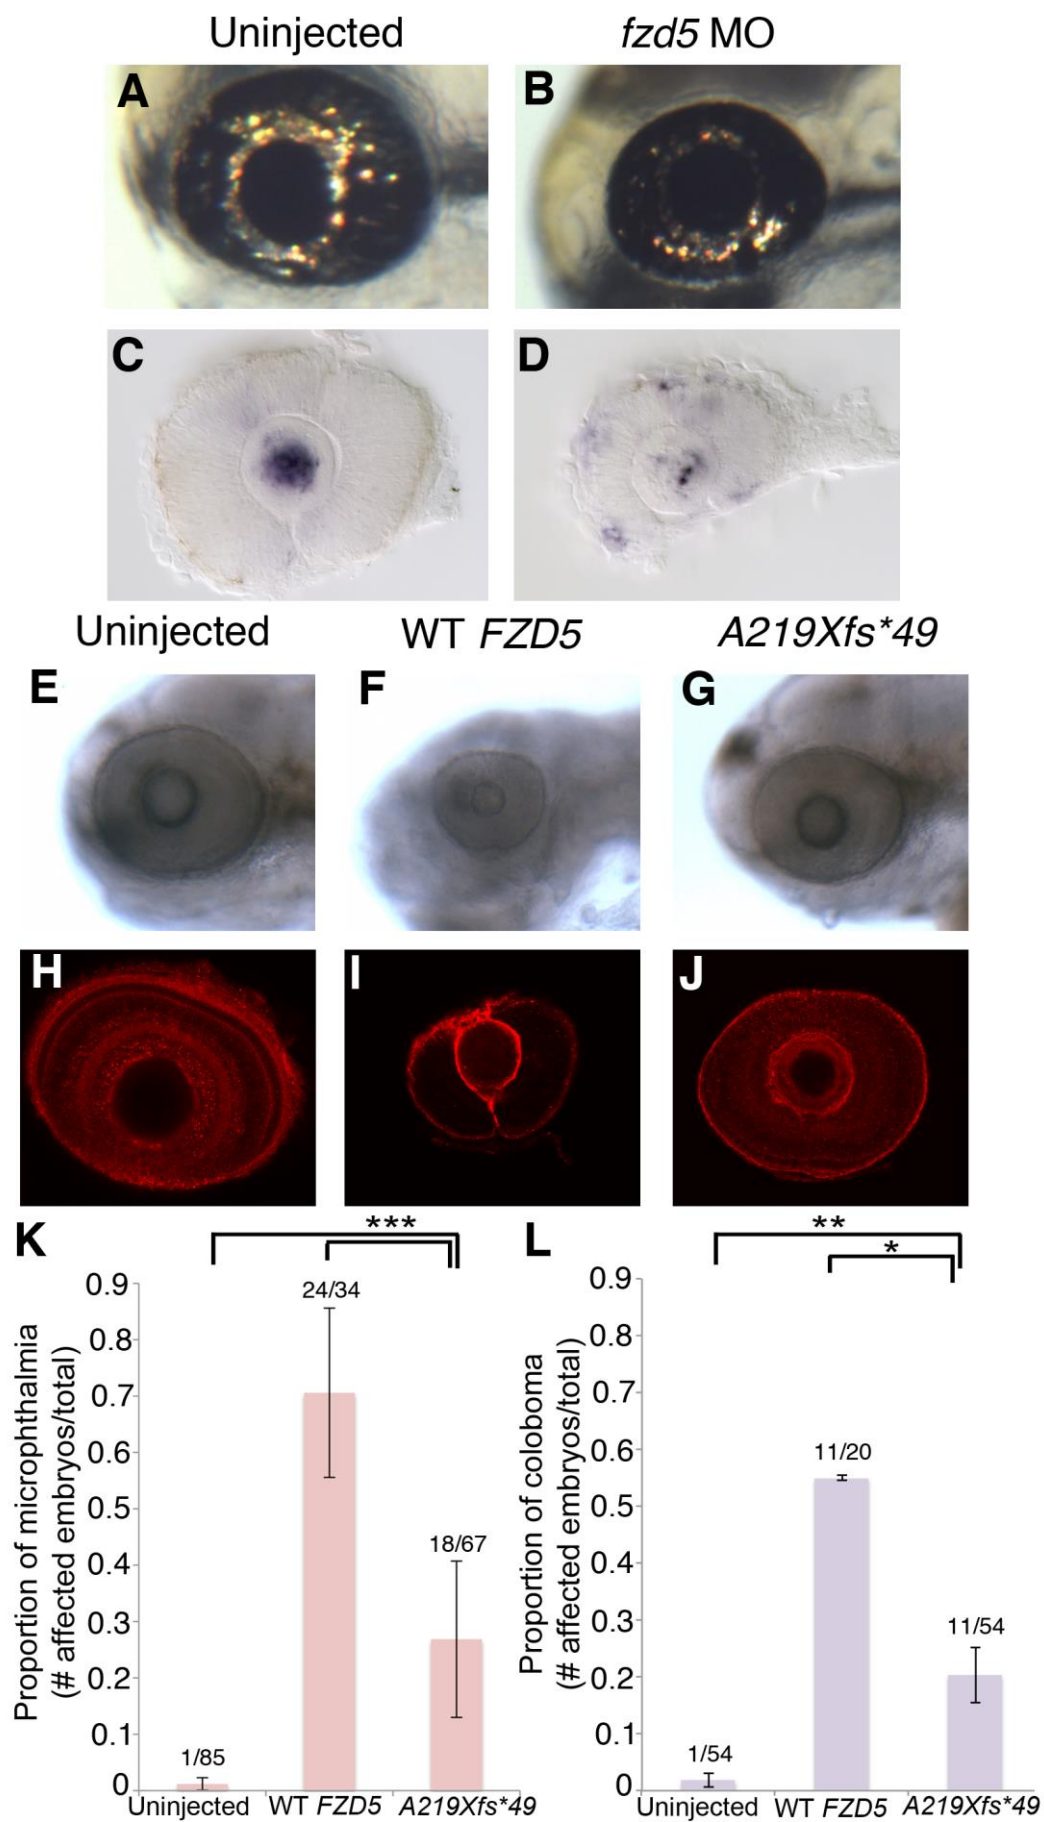 Uninjected
fzd5 MO
A
B
C
D
Uninjected
WT FZD5
A219Xfs*49
E
F
G
H
I
J
K
***
0.9
0.8
0.7
0.6
0.5
0.4
0.3
0.2
0.1
0
Proportion of microphthalmia
(# affected embryos/total)
1/85
24/34
18/67
Uninjected
WT FZD5
A219Xfs*49
L
**
*
0.9
0.8
0.7
0.6
0.5
0.4
0.3
0.2
0.1
0
Proportion of coloboma
(# affected embryos/total)
1/54
11/20
11/54
Uninjected
WT FZD5
A219Xfs*49